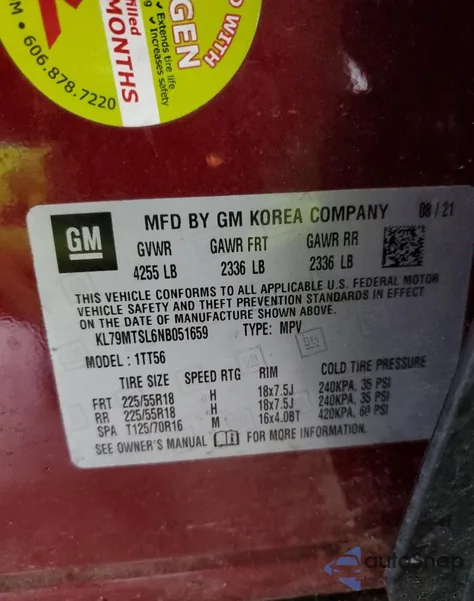 filled
MONTHS
Extends tire life
Increases safety
OGEN
D WITH
M • 606.878.7220
GM
MFD BY GM KOREA COMPANY 08/21
GVWR GAWR FRT GAWR RR
4255 LB 2336 LB 2336 LB
THIS VEHICLE CONFORMS TO ALL APPLICABLE U.S. FEDERAL MOTOR
VEHICLE SAFETY AND THEFT PREVENTION STANDARDS IN EFFECT
ON THE DATE OF MANUFACTURE SHOWN ABOVE.
KL79MTSL6NB051659 TYPE: MPV
MODEL: 1TT56
TIRE SIZE SPEED RTG RIM COLD TIRE PRESSURE
FRT 225/55R18 H 18x7.5J 240KPA, 35 PSI
RR 225/55R18 H 18x7.5J 240KPA, 35 PSI
SPA T125/70R16 M 16x4.0BT 420KPA, 60 PSI
SEE OWNER'S MANUAL FOR MORE INFORMATION.
autoSnap